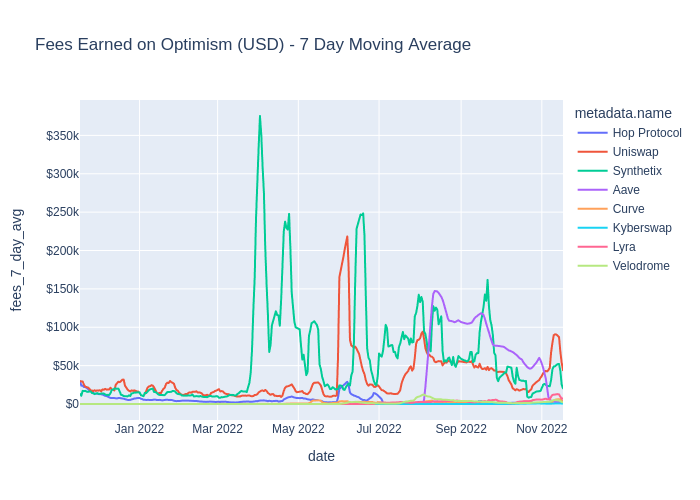 Fees Earned on Optimism (USD) - 7 Day Moving Average
metadata.name
Hop Protocol
Uniswap
Synthetix
Aave
Curve
Kyberswap
Lyra
Velodrome
fees_7_day_avg
$350k
$300k
$250k
$200k
$150k
$100k
$50k
$0
Jan 2022
Mar 2022
May 2022
Jul 2022
Sep 2022
Nov 2022
date